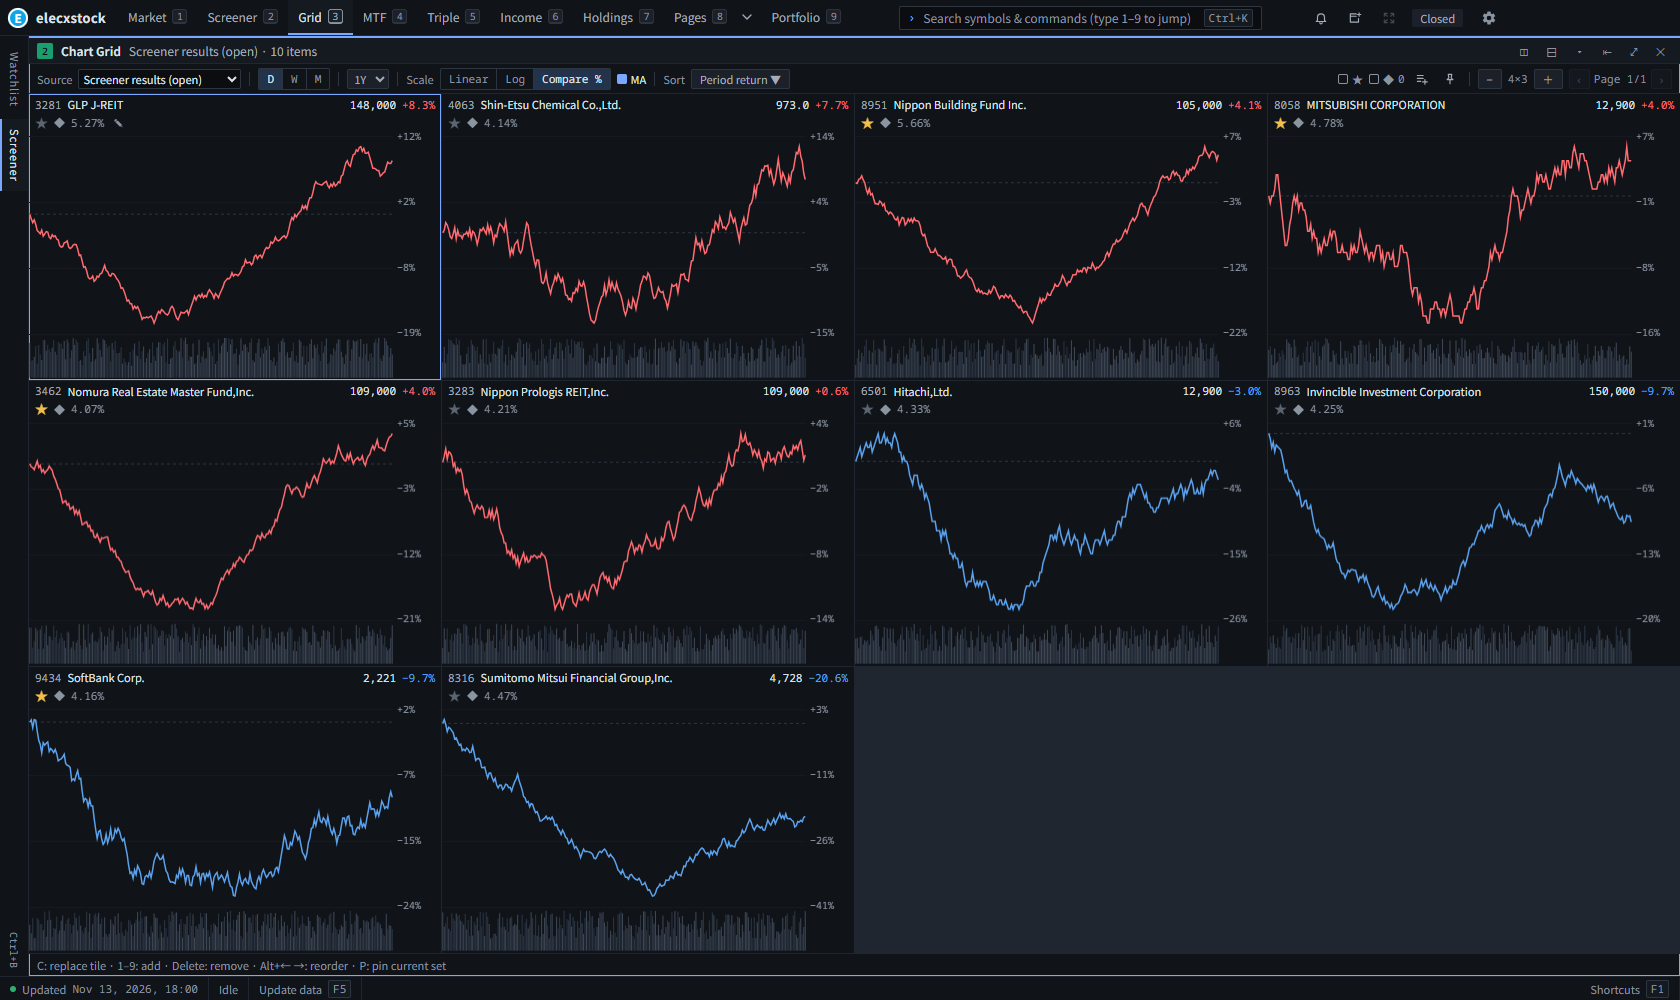 elecxstock Market 1 Screener 2 Grid 3 MTF 4 Triple 5 Income 6 Holdings 7 Pages 8 Portfolio 9 Search symbols & commands (type 1–9 to jump) Ctrl+K Closed
Watchlist
Screener
Ctrl+B
2 Chart Grid Screener results (open) · 10 items
Source Screener results (open) D W M 1Y Scale Linear Log Compare % MA Sort Period return ▼ ★ ◆ 0 − 4×3 + ‹ Page 1/1 ›
3281 GLP J-REIT 148,000 +8.3%
★ ◆ 5.27%
+12%
+2%
−8%
−19%
4063 Shin-Etsu Chemical Co.,Ltd. 973.0 +7.7%
★ ◆ 4.14%
+14%
+4%
−5%
−15%
8951 Nippon Building Fund Inc. 105,000 +4.1%
★ ◆ 5.66%
+7%
−3%
−12%
−22%
8058 MITSUBISHI CORPORATION 12,900 +4.0%
★ ◆ 4.78%
+7%
−1%
−8%
−16%
3462 Nomura Real Estate Master Fund,Inc. 109,000 +4.0%
★ ◆ 4.07%
+5%
−3%
−12%
−21%
3283 Nippon Prologis REIT,Inc. 109,000 +0.6%
★ ◆ 4.21%
+4%
−2%
−8%
−14%
6501 Hitachi,Ltd. 12,900 −3.0%
★ ◆ 4.33%
+6%
−4%
−15%
−26%
8963 Invincible Investment Corporation 150,000 −9.7%
★ ◆ 4.25%
+1%
−6%
−13%
−20%
9434 SoftBank Corp. 2,221 −9.7%
★ ◆ 4.16%
+2%
−7%
−15%
−24%
8316 Sumitomo Mitsui Financial Group,Inc. 4,728 −20.6%
★ ◆ 4.47%
+3%
−11%
−26%
−41%
C: replace tile · 1–9: add · Delete: remove · Alt+←→: reorder · P: pin current set
Updated Nov 13, 2026, 18:00 Idle Update data F5 Shortcuts F1